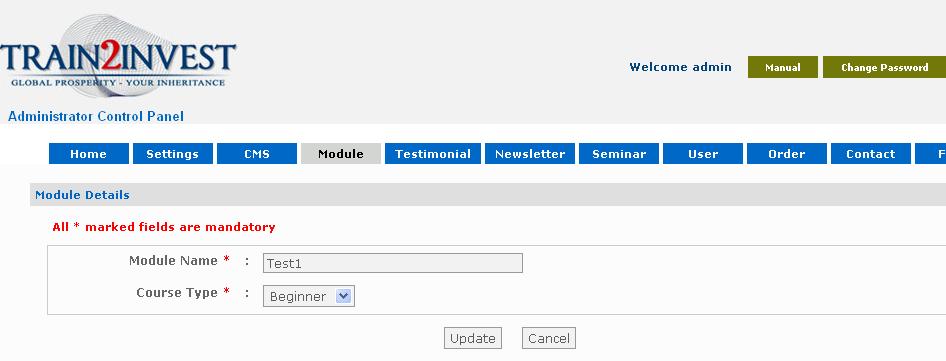 TRAIN2INVEST
GLOBAL PROSPERITY - YOUR INHERITANCE
Welcome admin
Manual
Change Password
Administrator Control Panel
Home
Settings
CMS
Module
Testimonial
Newsletter
Seminar
User
Order
Contact
F
Module Details
All * marked fields are mandatory
Module Name * : Test1
Course Type * : Beginner
Update
Cancel